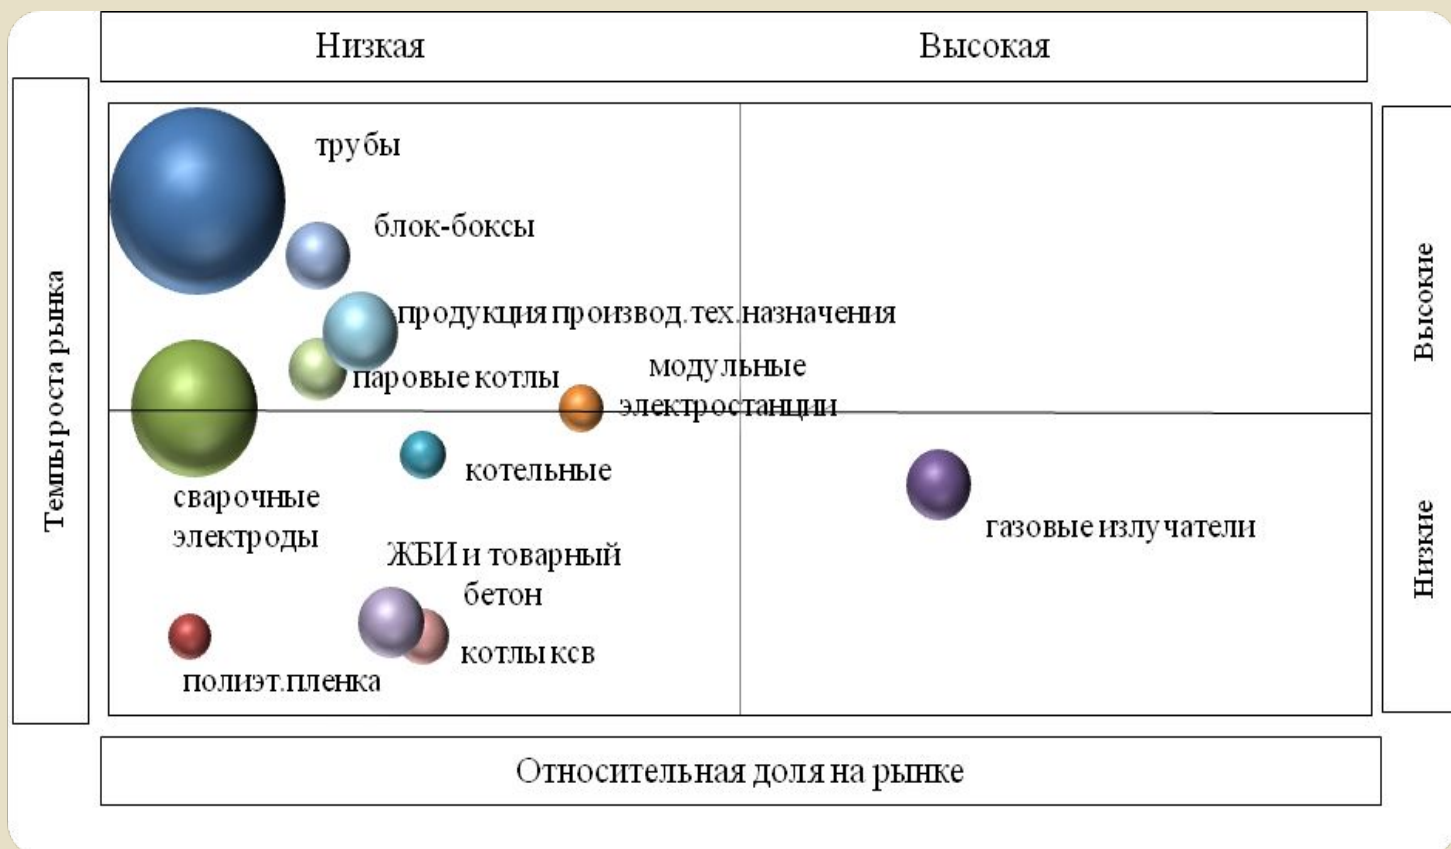 Низкая
Высокая
Темпы роста рынка
трубы
блок-боксы
продукция производ.тех.назначения
паровые котлы
модульные
электростанции
Высокие
котельные
сварочные
электроды
газовые излучатели
Низкие
ЖБИ и товарный
бетон
котлы ксв
полиэт.пленка
Относительная доля на рынке